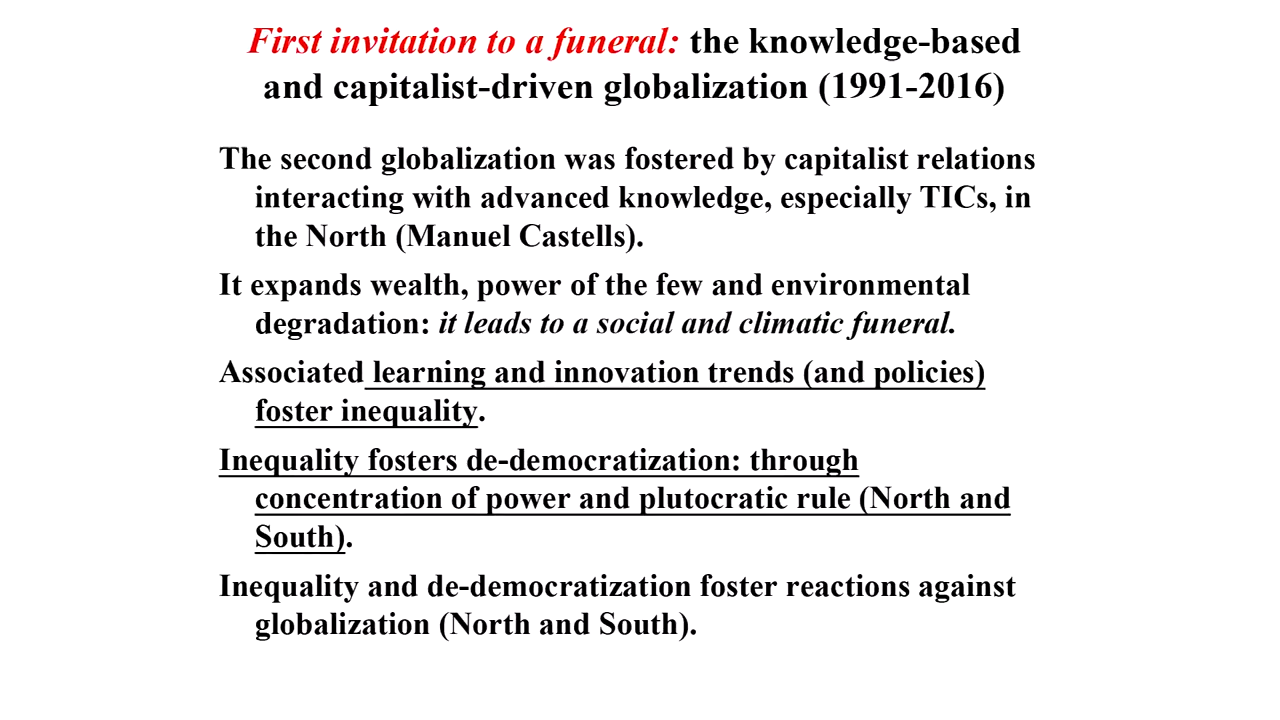 First invitation to a funeral: the knowledge-based
and capitalist-driven globalization (1991-2016)
The second globalization was fostered by capitalist relations
interacting with advanced knowledge, especially TICs, in
the North (Manuel Castells).
It expands wealth, power of the few and environmental
degradation: it leads to a social and climatic funeral.
Associated learning and innovation trends (and policies)
foster inequality.
Inequality fosters de-democratization: through
concentration of power and plutocratic rule (North and
South).
Inequality and de-democratization foster reactions against
globalization (North and South).